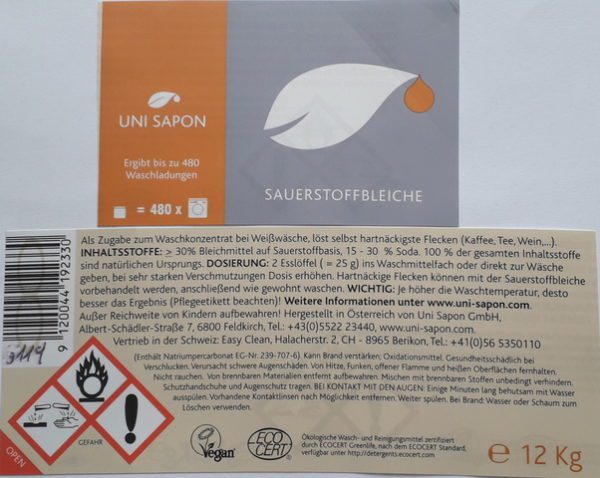 UNI SAPON
Ergibt bis zu 480
Waschladungen
= 480 x
SAUERSTOFFBLEICHE
Als Zugabe zum Waschkonzentrat bei Weißwäsche, löst selbst hartnäckigste Flecken (Kaffee, Tee, Wein,...).
INHALTSSTOFFE: ≥ 30% Bleichmittel auf Sauerstoffbasis, 15 - 30 % Soda. 100 % der gesamten Inhaltsstoffe
sind natürlichen Ursprungs. DOSIERUNG: 2 Esslöffel ( = 25 g) ins Waschmittelfach oder direkt zur Wäsche
geben, bei sehr starken Verschmutzungen Dosis erhöhen. Hartnäckige Flecken können mit der Sauerstoffbleiche
vorbehandelt werden, anschließend wie gewohnt waschen. WICHTIG: Je höher die Waschtemperatur, desto
besser das Ergebnis (Pflegeetikett beachten)! Weitere Informationen unter www.uni-sapon.com.
Außer Reichweite von Kindern aufbewahren! Hergestellt in Österreich von Uni Sapon GmbH,
Albert-Schädler-Straße 7, 6800 Feldkirch, Tel.: +43(0)5522 23440, www.uni-sapon.com.
Vertrieb in der Schweiz: Easy Clean, Halacherstr. 2, CH - 8965 Berikon, Tel.: +41(0)56 5350110
(Enthält Natriumpercarbonat EG-Nr. 239-707-6). Kann Brand verstärken; Oxidationsmittel. Gesundheitsschädlich bei
Verschlucken. Verursacht schwere Augenschäden. Von Hitze, Funken, offener Flamme und heißen Oberflächen fernhalten.
Nicht rauchen. Von brennbaren Materialien entfernt aufbewahren. Mischen mit brennbaren Stoffen unbedingt verhindern.
Schutzhandschuhe und Augenschutz tragen. BEI KONTAKT MIT DEN AUGEN: Einige Minuten lang behutsam mit Wasser
ausspülen. Vorhandene Kontaktlinsen nach Möglichkeit entfernen. Weiter spülen. Bei Brand: Wasser oder Schaum zum
Löschen verwenden.
9 120044 192330
9119
GEFAHR
OPEN
Vegan
ECO
CERT
Ökologische Wasch- und Reinigungsmittel zertifiziert
durch ECOCERT Greenlife, nach dem ECOCERT Standard,
verfügbar unter http://detergents.ecocert.com
e 12 Kg